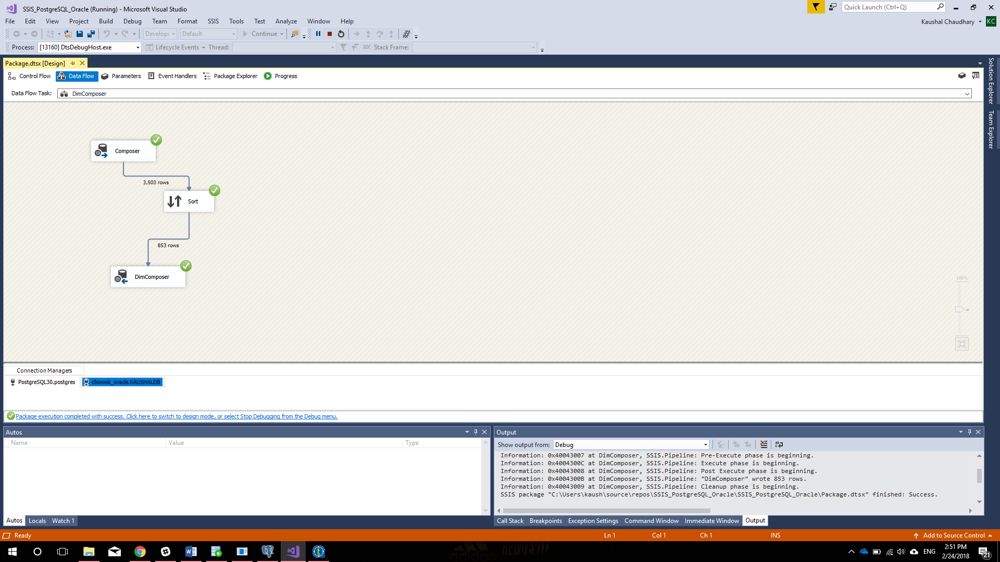 SSIS_PostgreSQL_Oracle (Running) - Microsoft Visual Studio
Quick Launch (Ctrl+Q)
File Edit View Project Build Debug Team Format SSIS Tools Test Analyze Window Help
Kaushal Chaudhary KC
Developi Default Continue
Process: [13160] DtsDebugHost.exe Lifecycle Events Thread: Stack Frame:
Package.dtsx [Design]
Control Flow Data Flow Parameters Event Handlers Package Explorer Progress
Data Flow Task: DimComposer
Solution Explorer
Team Explorer
Composer
3,503 rows
Sort
853 rows
DimComposer
100%
Connection Managers
PostgreSQL30.postgres chinook_oracle.KAUSHALDB
Package execution completed with success. Click here to switch to design mode, or select Stop Debugging from the Debug menu.
Autos
Name Value Type
Autos Locals Watch 1
Output
Show output from: Debug
Information: 0x40043007 at DimComposer, SSIS.Pipeline: Pre-Execute phase is beginning.
Information: 0x4004300C at DimComposer, SSIS.Pipeline: Execute phase is beginning.
Information: 0x40043008 at DimComposer, SSIS.Pipeline: Post Execute phase is beginning.
Information: 0x4004300B at DimComposer, SSIS.Pipeline: "DimComposer" wrote 853 rows.
Information: 0x40043009 at DimComposer, SSIS.Pipeline: Cleanup phase is beginning.
SSIS package "C:\Users\kaush\source\repos\SSIS_PostgreSQL_Oracle\SSIS_PostgreSQL_Oracle\Package.dtsx" finished: Success.
Call Stack Breakpoints Exception Settings Command Window Immediate Window Output
Ready Ln 1 Col 1 Ch 1 INS Add to Source Control
adidas
ENG
2:51 PM
2/24/2018
21